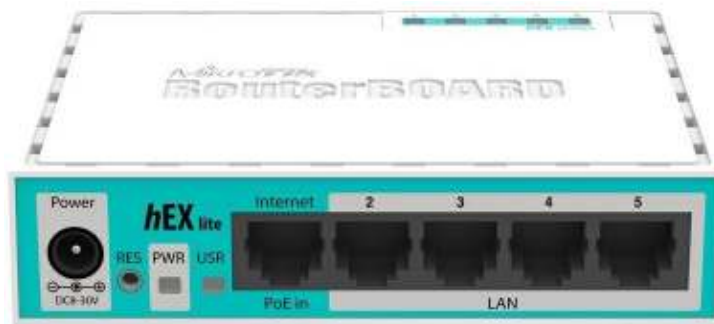 MikroTik
RouterBOARD
Power
hEX lite
Internet
2
3
4
5
RES
PWR
USR
DC8-30V
PoE in
LAN